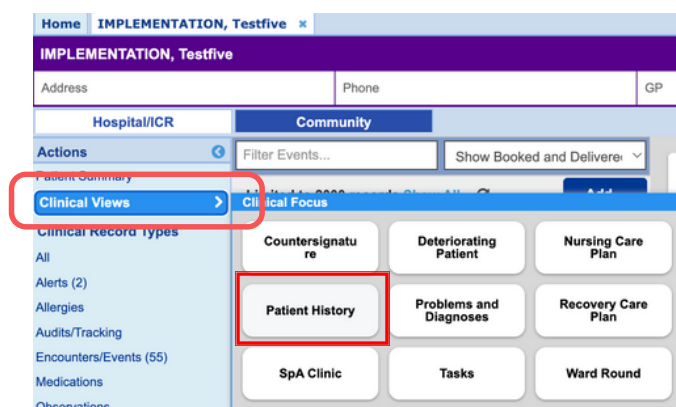 Home IMPLEMENTATION, Testfive ×
IMPLEMENTATION, Testfive
Address Phone GP
Hospital/ICR Community
Actions Filter Events... Show Booked and Delivere
Patient Summary
Clinical Views Clinical Focus
Clinical Record Types
All
Alerts (2)
Allergies
Audits/Tracking
Encounters/Events (55)
Medications
Observations
Countersignatu
re
Deteriorating
Patient
Nursing Care
Plan
Patient History
Problems and
Diagnoses
Recovery Care
Plan
SpA Clinic
Tasks
Ward Round